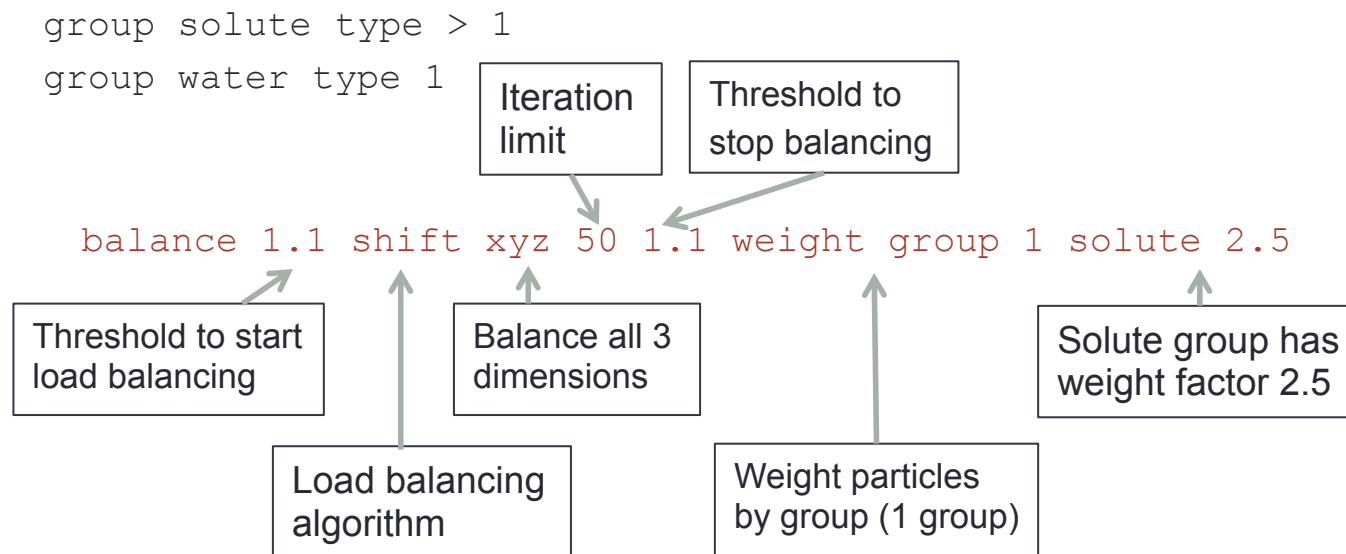 group solute type > 1
group water type 1
Iteration
limit
Threshold to
stop balancing
balance 1.1 shift xyz 50 1.1 weight group 1 solute 2.5
Threshold to start
load balancing
Balance all 3
dimensions
Solute group has
weight factor 2.5
Load balancing
algorithm
Weight particles
by group (1 group)